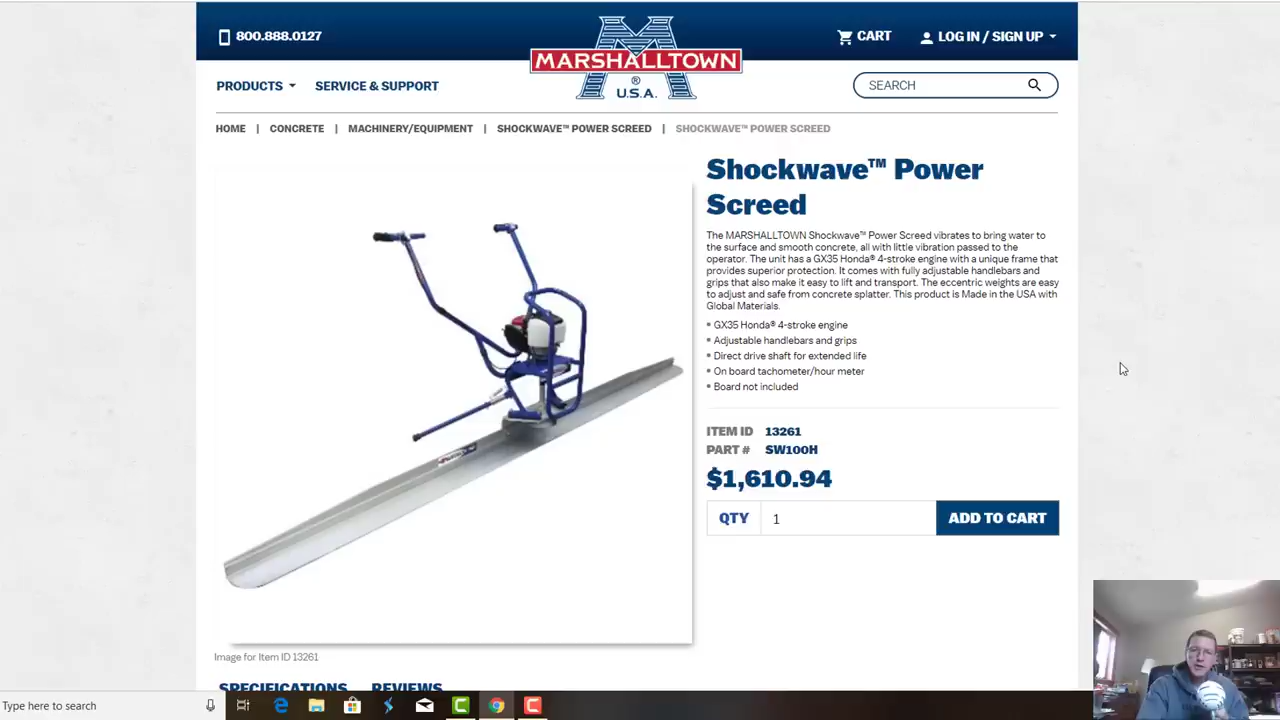 800.888.0127
MARSHALLTOWN
®
U.S.A.
CART
LOG IN / SIGN UP
PRODUCTS
SERVICE & SUPPORT
SEARCH
HOME | CONCRETE | MACHINERY/EQUIPMENT | SHOCKWAVE™ POWER SCREED | SHOCKWAVE™ POWER SCREED
Shockwave™ Power
Screed
The MARSHALLTOWN Shockwave™ Power Screed vibrates to bring water to
the surface and smooth concrete, all with little vibration passed to the
operator. The unit has a GX35 Honda® 4-stroke engine with a unique frame that
provides superior protection. It comes with fully adjustable handlebars and
grips that also make it easy to lift and transport. The eccentric weights are easy
to adjust and safe from concrete splatter. This product is Made in the USA with
Global Materials.
GX35 Honda® 4-stroke engine
Adjustable handlebars and grips
Direct drive shaft for extended life
On board tachometer/hour meter
Board not included
ITEM ID 13261
PART # SW100H
$1,610.94
QTY 1 ADD TO CART
Image for Item ID 13261
SPECIFICATIONS REVIEWS
Type here to search